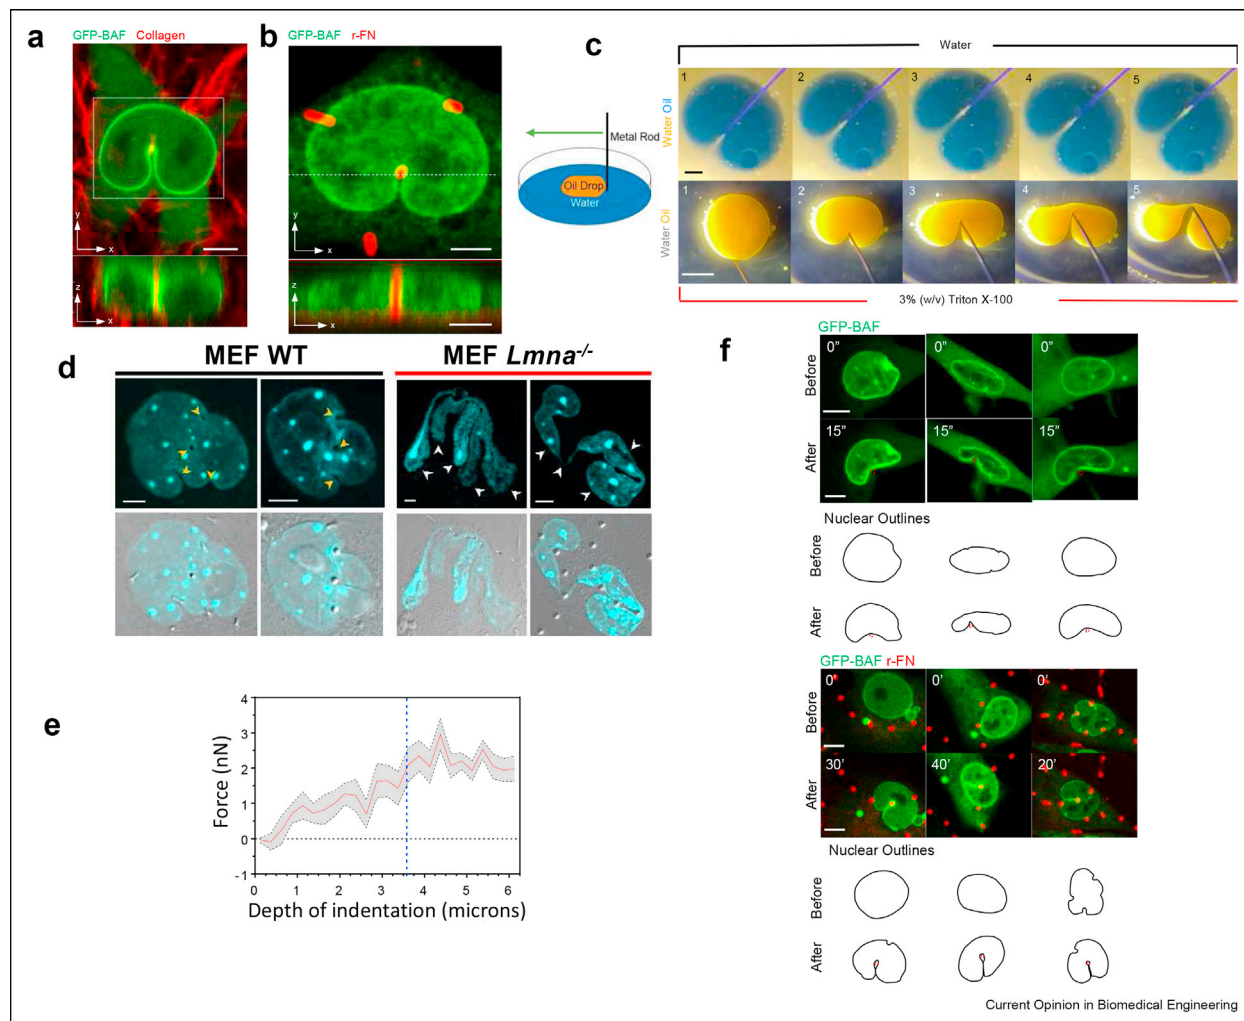 a
GFP-BAF Collagen
y
x
z
x
b
GFP-BAF r-FN
y
x
z
x
c
Water
Metal Rod
Oil Drop
Water
Water Oil
1 2 3 4 5
Water Oil
1 2 3 4 5
3% (w/v) Triton X-100
d
MEF WT
MEF Lmna-/-
e
Force (nN)
4
3
2
1
0
-1
0 1 2 3 4 5 6
Depth of indentation (microns)
f
GFP-BAF
Before
0” 0” 0”
After
15” 15” 15”
Nuclear Outlines
Before
After
GFP-BAF r-FN
Before
0’ 0’ 0’
After
30’ 40’ 20’
Nuclear Outlines
Before
After
Current Opinion in Biomedical Engineering